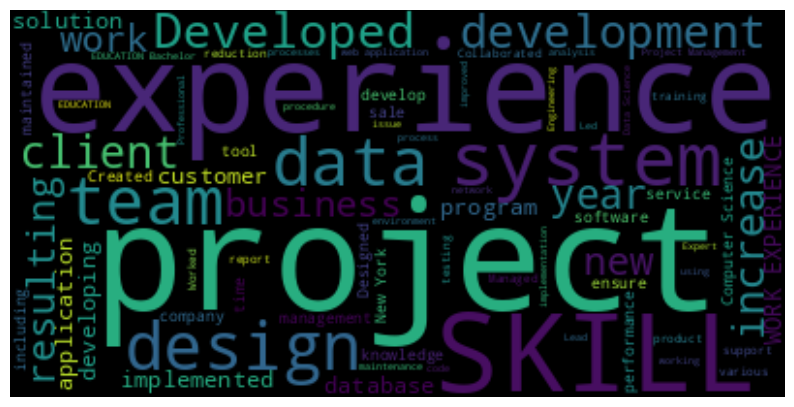 solution
work
Developed
development
EDUCATION Bachelor
reduction
processes
web application
Collaborated
analysis
Project Management
experience
maintained
EDUCATION
Professional
procedure
develop
sale
issue
process
improved
Engineering
Led
training
Data Science
client
tool
data
system
Created
customer
team
business
network
program
year
service
software
environment
increase
Computer Science
WORK EXPERIENCE
resulting
application
developing
project
Worked
report
time
Designed
New York
testing
Managed
implementation
new
ensure
Expert
using
including
company
management
design
knowledge
maintenance
code
implemented
database
SKILL
Lead
working
performance
product
various
support